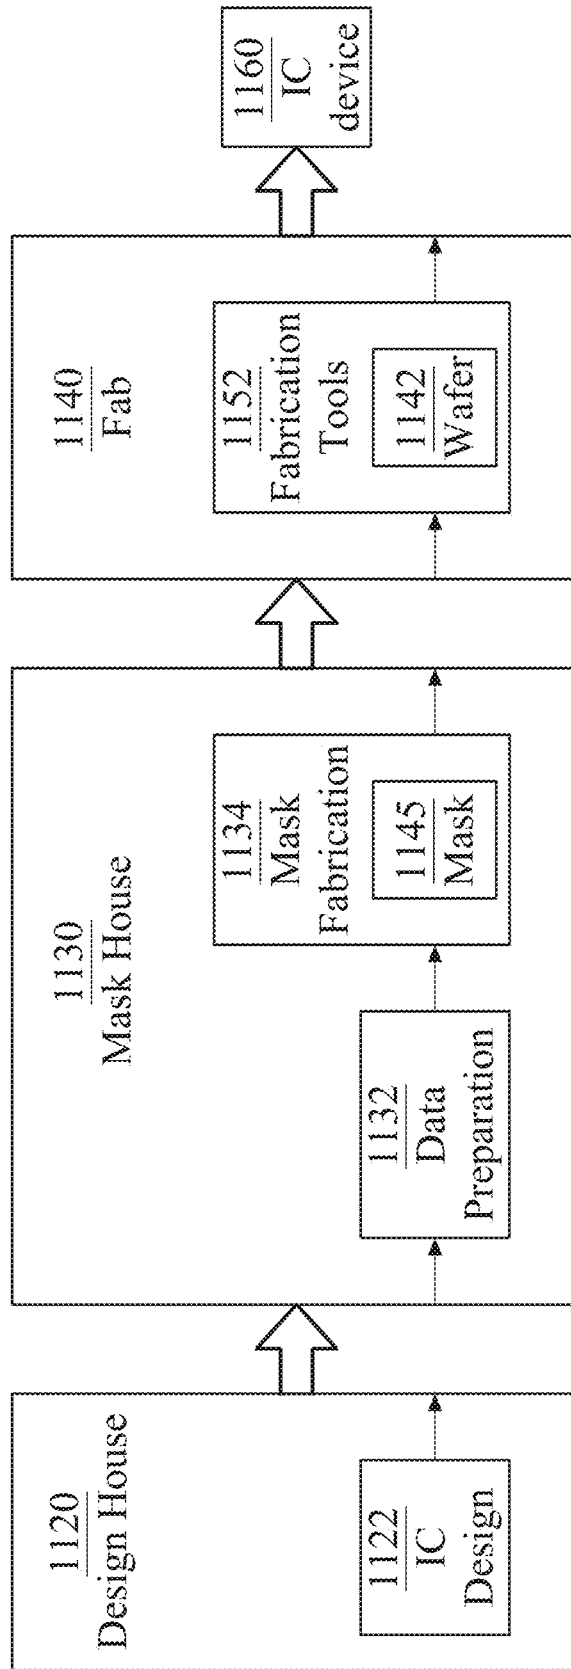 1120
Design House
1122
IC
Design
1130
Mask House
1132
Data
Preparation
1134
Mask
Fabrication
1145
Mask
1140
Fab
1152
Fabrication
Tools
1142
Wafer
1160
IC
device